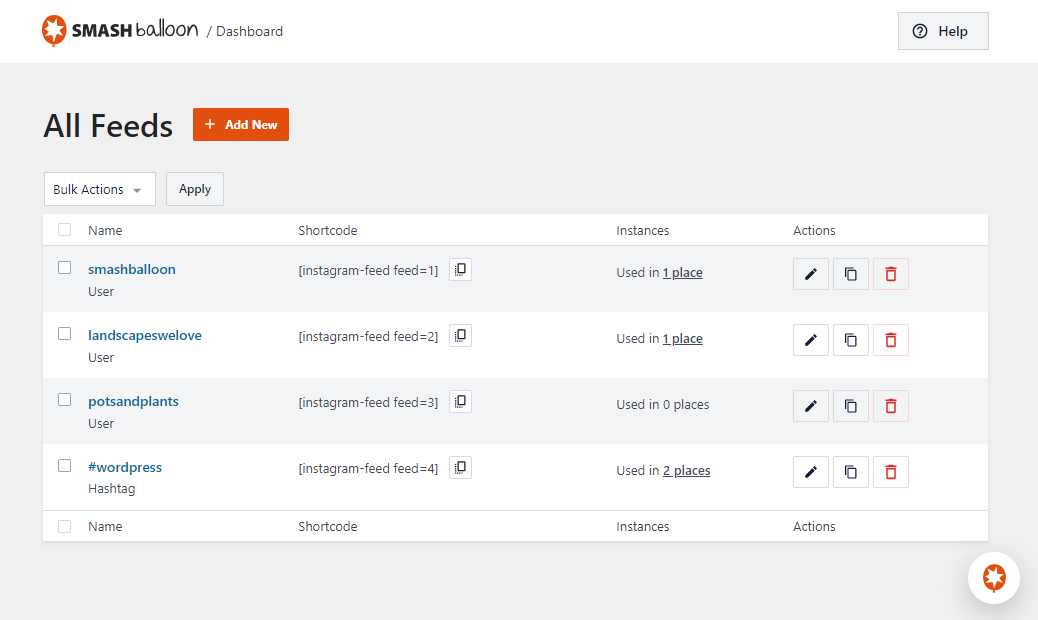 SMASH balloon / Dashboard
Help
All Feeds
+ Add New
Bulk Actions
Apply
Name Shortcode Instances Actions
smashballoon [instagram-feed feed=1] Used in 1 place
User
landscapeswelove [instagram-feed feed=2] Used in 1 place
User
potsandplants [instagram-feed feed=3] Used in 0 places
User
#wordpress [instagram-feed feed=4] Used in 2 places
Hashtag
Name Shortcode Instances Actions